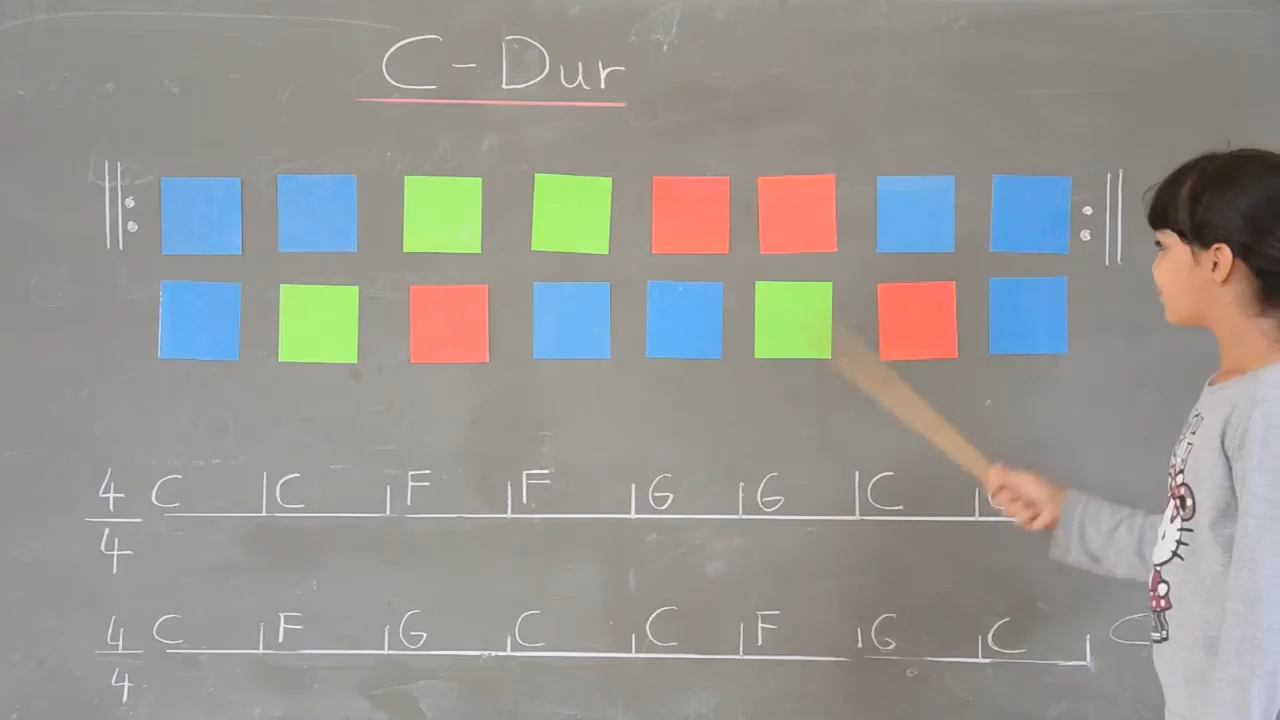 C - Dur
4/4 C | C | F | F | G | G | C |
4/4 C | F | G | C | C | F | G | C | C